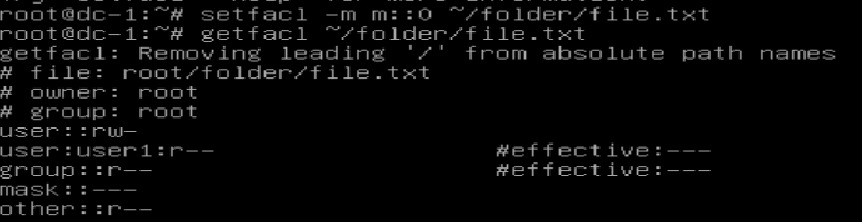 root@dc-1:~# setfacl -m m::0 ~/folder/file.txt
root@dc-1:~# getfacl ~/folder/file.txt
getfacl: Removing leading '/' from absolute path names
# file: root/folder/file.txt
# owner: root
# group: root
user::rw-
user:user1:r-- #effective:---
group::r-- #effective:---
mask::---
other::r--